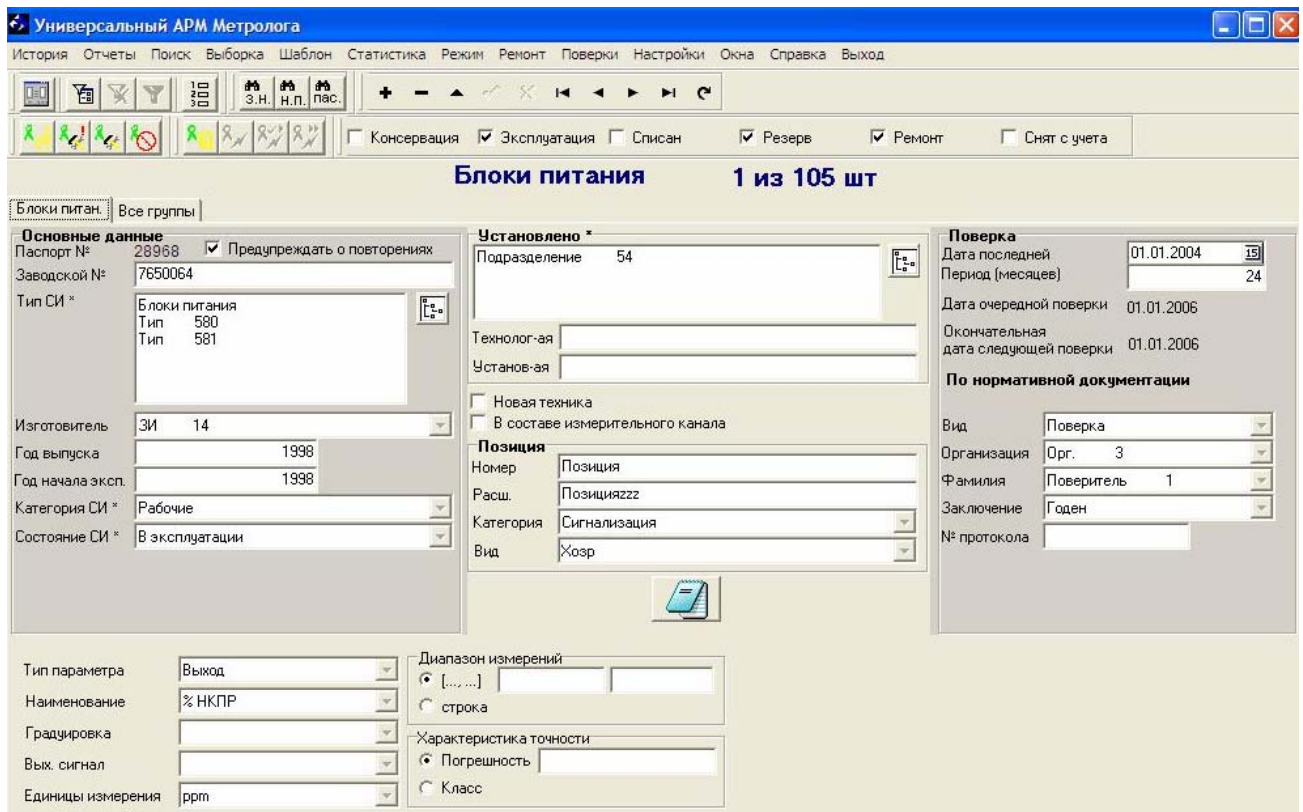 Универсальный АРМ Метролога
История Отчеты Поиск Выборка Шаблон Статистика Режим Ремонт Поверки Настройки Окна Справка Выход
З.Н. Н.П. пас.
Консервация Эксплуатация Списан Резерв Ремонт Снят с учета
Блоки питания 1 из 105 шт
Блоки питан. Все группы
Основные данные
Паспорт № 28968 Предупреждать о повторениях
Заводской № 7650064
Тип СИ * Блоки питания
Тип 580
Тип 581
Изготовитель ЗИ 14
Год выпуска 1998
Год начала эксп. 1998
Категория СИ * Рабочие
Состояние СИ * В эксплуатации
Установлено *
Подразделение 54
Технолог-ая
Установ-ая
Новая техника
В составе измерительного канала
Позиция
Номер Позиция
Расш. Позицияzzz
Категория Сигнализация
Вид Хозр
Поверка
Дата последней 01.01.2004 15
Период (месяцев) 24
Дата очередной поверки 01.01.2006
Окончательная
дата следующей поверки 01.01.2006
По нормативной документации
Вид Поверка
Организация Орг. 3
Фамилия Поверитель 1
Заключение Годен
№ протокола
Тип параметра Выход
Наименование % НКПР
Градуировка
Вых. сигнал
Единицы измерения ppm
Диапазон измерений
[..., ...]
строка
Характеристика точности
Погрешность
Класс